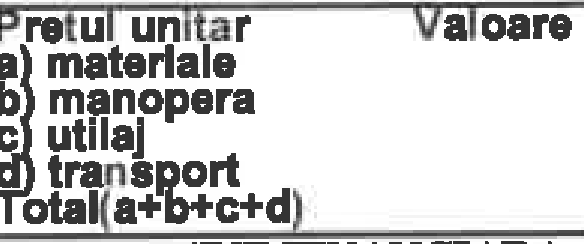 Pretul unitar Valoare
a) materiale
b) manopera
c) utilaj
d) transport
Total(a+b+c+d)